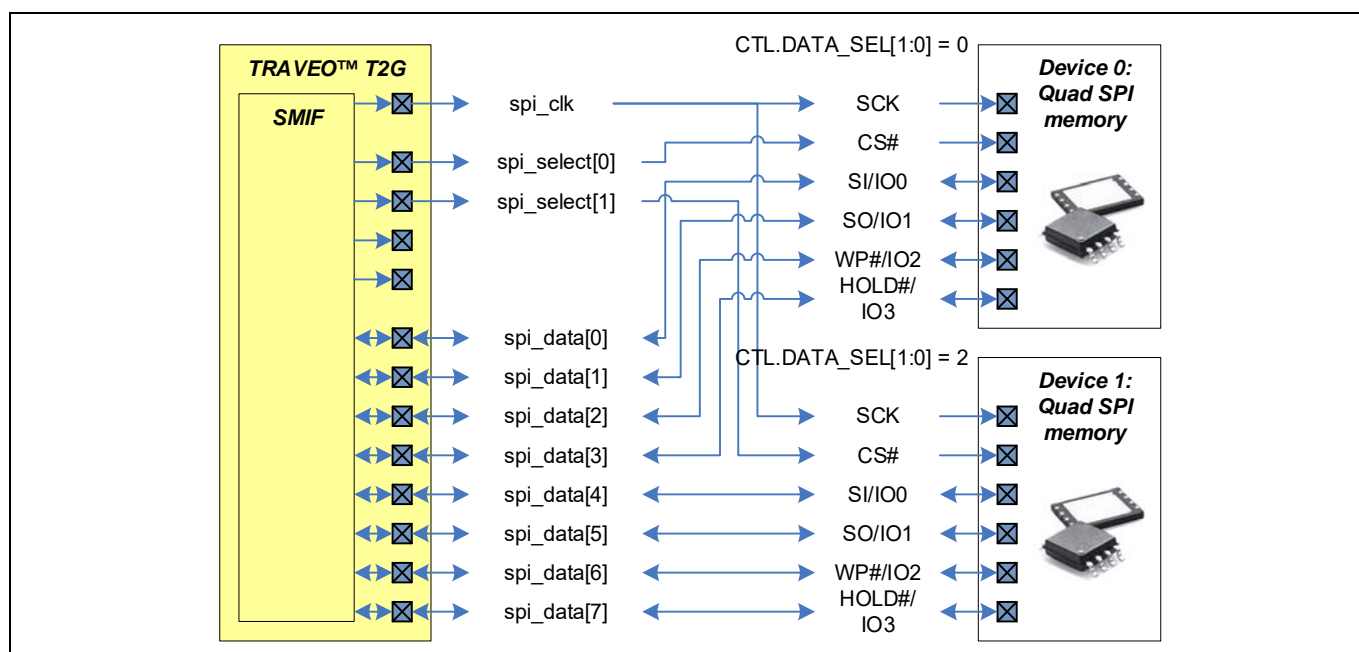 CTL.DATA_SEL[1:0] = 0
TRAVEO™ T2G
SMIF
Device 0:
Quad SPI
memory
spi_clk
SCK
spi_select[0]
CS#
spi_select[1]
SI/IO0
SO/IO1
WP#/IO2
HOLD#/
IO3
spi_data[0]
CTL.DATA_SEL[1:0] = 2
spi_data[1]
Device 1:
Quad SPI
memory
spi_data[2]
SCK
spi_data[3]
CS#
spi_data[4]
SI/IO0
spi_data[5]
SO/IO1
spi_data[6]
WP#/IO2
spi_data[7]
HOLD#/
IO3